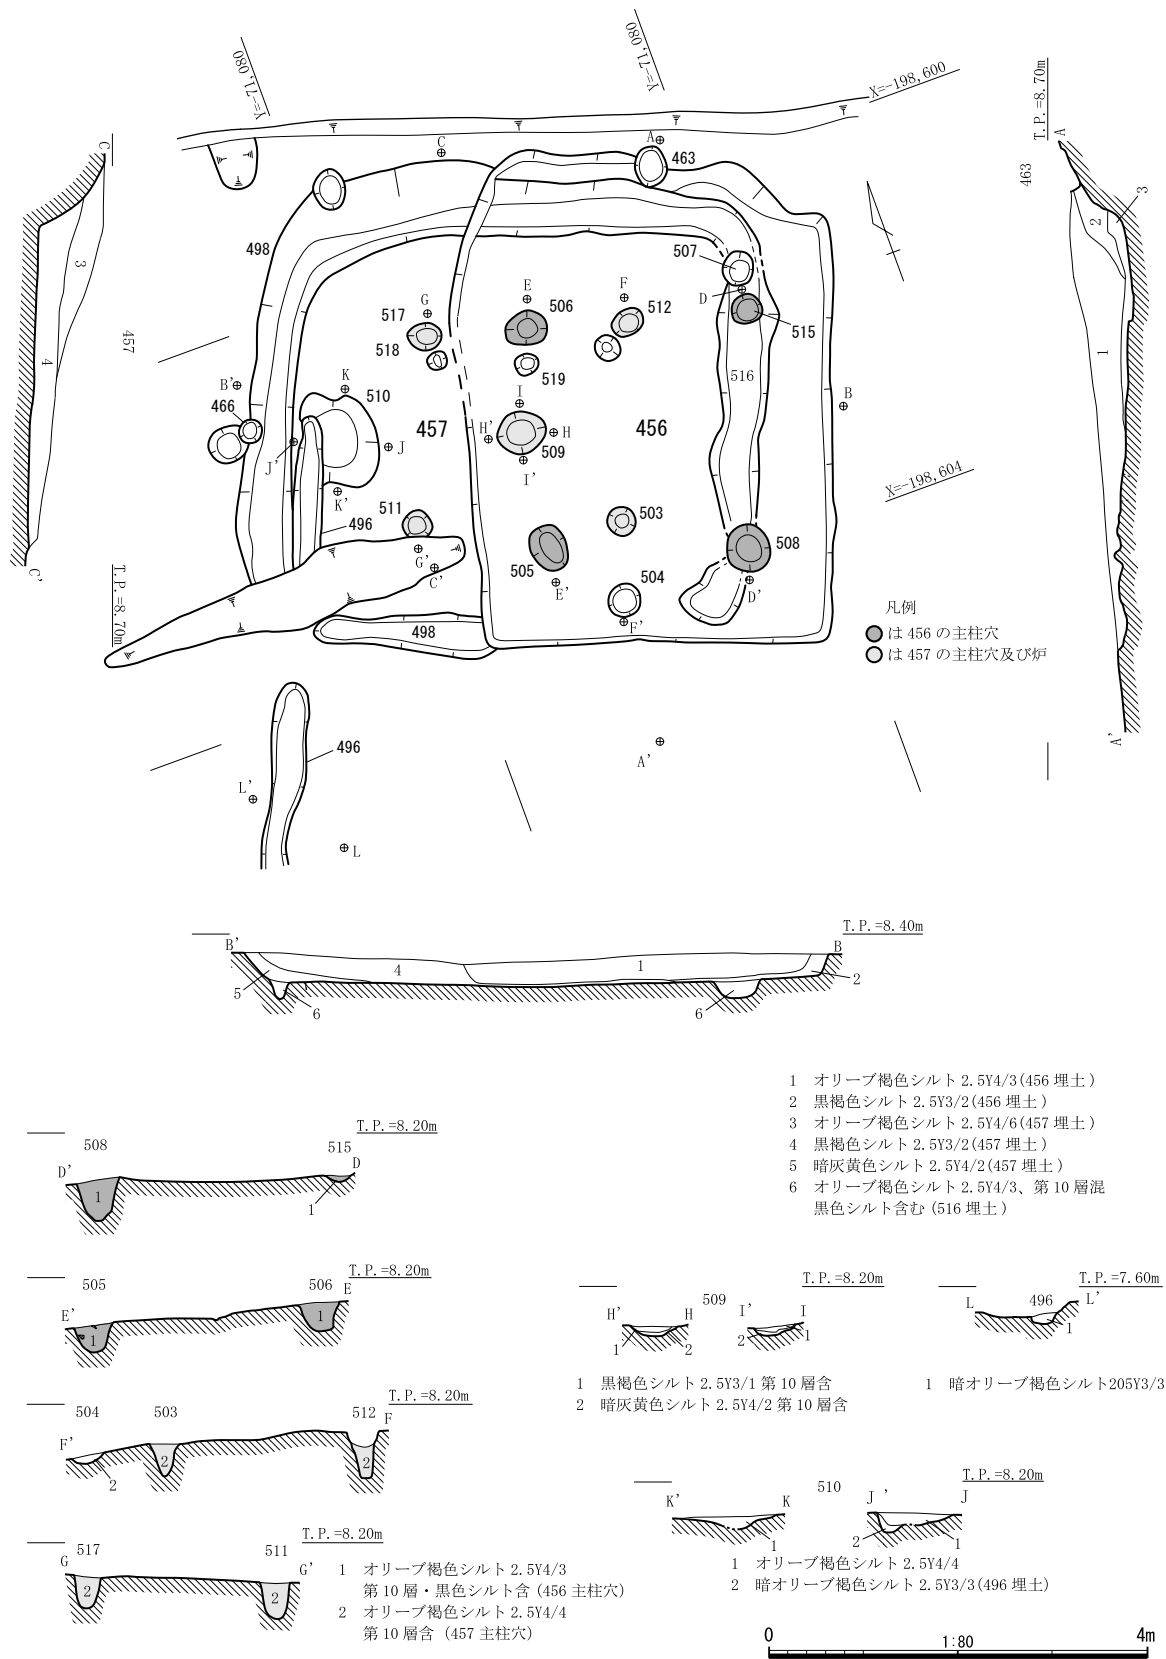 Y=-71,080
Y=-71,080
X=-198,600
T.P.=8.70m
A
463
C
C
A
463
3
2
498
507
3
457
4
G
E
F
517
506
512
D
515
518
519
516
1
B'
K
510
I
466
457
H'
H
456
B
J'
J
509
I'
X=-198,604
K'
511
503
496
508
G'
505
504
C'
C'
E'
D'
T.P.=8.70m
F'
498
凡例
は 456 の主柱穴
は 457 の主柱穴及び炉
496
A'
A'
L'
L
T.P.=8.40m
B'
B
4
1
5
2
6
6
1 オリーブ褐色シルト 2.5Y4/3(456 埋土)
2 黒褐色シルト 2.5Y3/2(456 埋土)
3 オリーブ褐色シルト 2.5Y4/6(457 埋土)
4 黒褐色シルト 2.5Y3/2(457 埋土)
5 暗灰黄色シルト 2.5Y4/2(457 埋土)
6 オリーブ褐色シルト 2.5Y4/3、第 10 層混
黒色シルト含む (516 埋土)
T.P.=8.20m
508
515
D'
D
1
1
T.P.=8.20m
505
506
E
E'
1
1
T.P.=8.20m
504
503
512
F
F'
2
2
2
T.P.=8.20m
G
517
511
G'
2
2
1 オリーブ褐色シルト 2.5Y4/3
第 10 層・黒色シルト含 (456 主柱穴)
2 オリーブ褐色シルト 2.5Y4/4
第 10 層含 (457 主柱穴)
T.P.=8.20m
509
H'
H
I'
I
1
2
2
1
1 黒褐色シルト 2.5Y3/1 第 10 層含
2 暗灰黄色シルト 2.5Y4/2 第 10 層含
T.P.=7.60m
L
496
L'
1
1 暗オリーブ褐色シルト205Y3/3
T.P.=8.20m
510
K'
K
J'
J
1
2
1
1 オリーブ褐色シルト 2.5Y4/4
2 暗オリーブ褐色シルト 2.5Y3/3(496 埋土)
0
1:80
4m